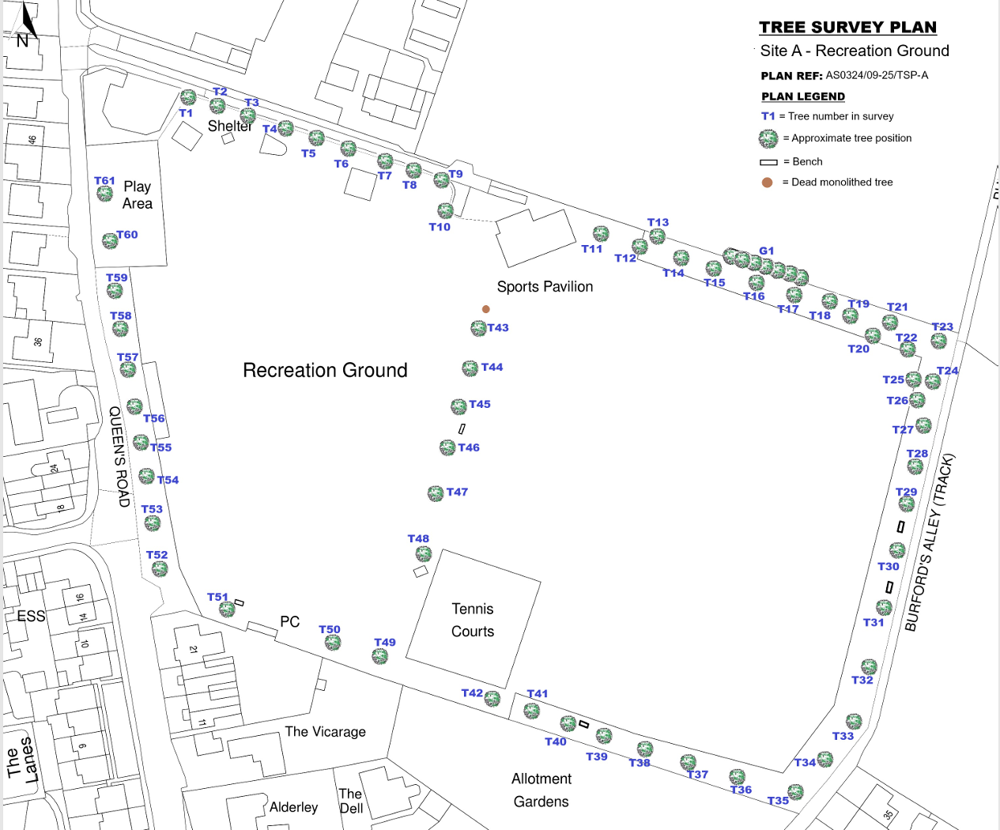 TREE SURVEY PLAN
Site A - Recreation Ground
PLAN REF: AS0324/09-25/TSP-A
PLAN LEGEND
T1 = Tree number in survey
= Approximate tree position
= Bench
= Dead monolithed tree
N
T1
T2
T3
Shelter
T4
T5
T6
T7
T8
T9
T10
46
T61
Play
Area
T60
T11
T12
T13
T14
T15
G1
T16
T17
T18
T19
T20
T21
T22
T23
T24
T25
T26
T27
T28
T29
T30
T31
T32
T33
T34
T35
BURFORD'S ALLEY (TRACK)
Sports Pavilion
T59
T58
36
T57
T56
T55
T54
T53
T52
QUEEN'S ROAD
Recreation Ground
T43
T44
T45
T46
T47
T48
24
18
T51
PC
T50
T49
Tennis
Courts
T42
T41
T40
T39
T38
T37
T36
16
14
10
ESS
21
11
9
The
Lanes
The Vicarage
Alderley
The
Dell
Allotment
Gardens
35